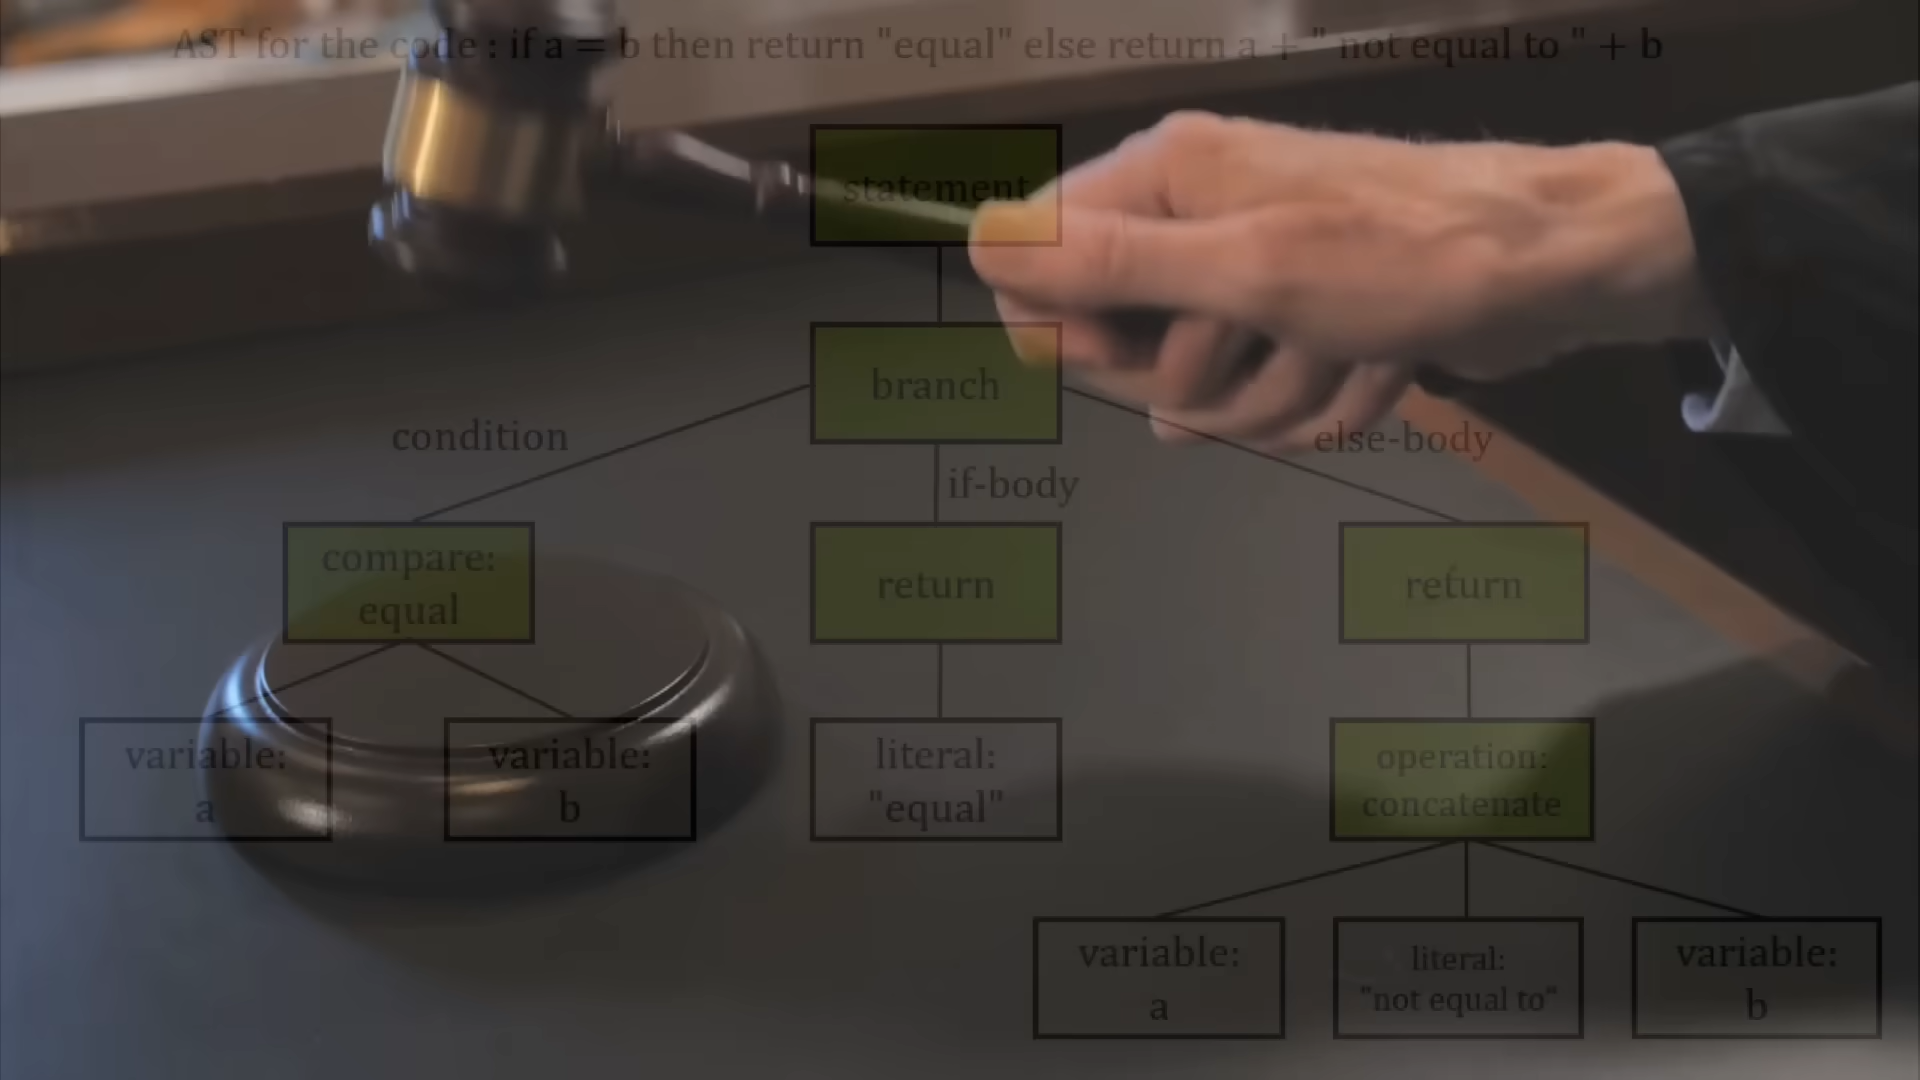 AST for the code : if a = b then return "equal" else return a + " not equal to " + b
statement
branch
condition
if-body
else-body
compare:
equal
return
return
variable:
a
variable:
b
literal:
"equal"
operation:
concatenate
variable:
a
literal:
"not equal to"
variable:
b